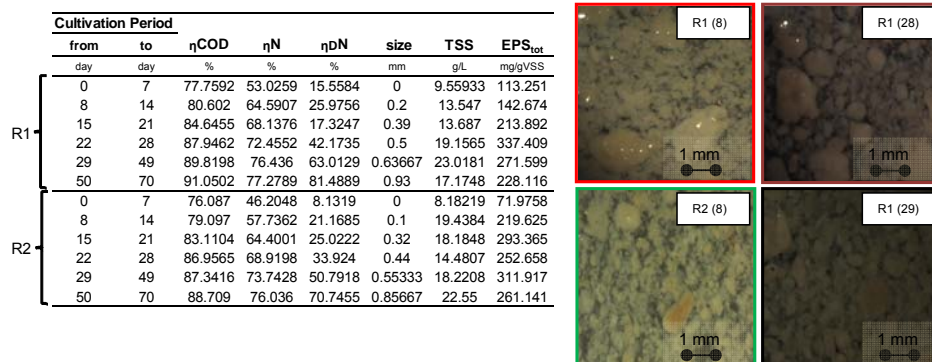 Cultivation Period
from to ηCOD ηN ηDN size TSS EPStot
day day % % % mm g/L mg/gVSS
R1
0 7 77.7592 53.0259 15.5584 0 9.55933 113.251
8 14 80.602 64.5907 25.9756 0.2 13.547 142.674
15 21 84.6455 68.1376 17.3247 0.39 13.687 213.892
22 28 87.9462 72.4552 42.1735 0.5 19.1565 337.409
29 49 89.8198 76.436 63.0129 0.63667 23.0181 271.599
50 70 91.0502 77.2789 81.4889 0.93 17.1748 228.116
R2
0 7 76.087 46.2048 8.1319 0 8.18219 71.9758
8 14 79.097 57.7362 21.1685 0.1 19.4384 219.625
15 21 83.1104 64.4001 25.0222 0.32 18.1848 293.365
22 28 86.9565 68.9198 33.924 0.44 14.4807 252.658
29 49 87.3416 73.7428 50.7918 0.55333 18.2208 311.917
50 70 88.709 76.036 70.7455 0.85667 22.55 261.141
R1 (8)
1 mm
R1 (28)
1 mm
R2 (8)
1 mm
R1 (29)
1 mm